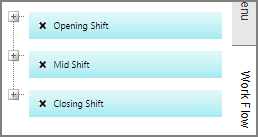 Opening Shift
Mid Shift
Closing Shift
enu
Work Flow